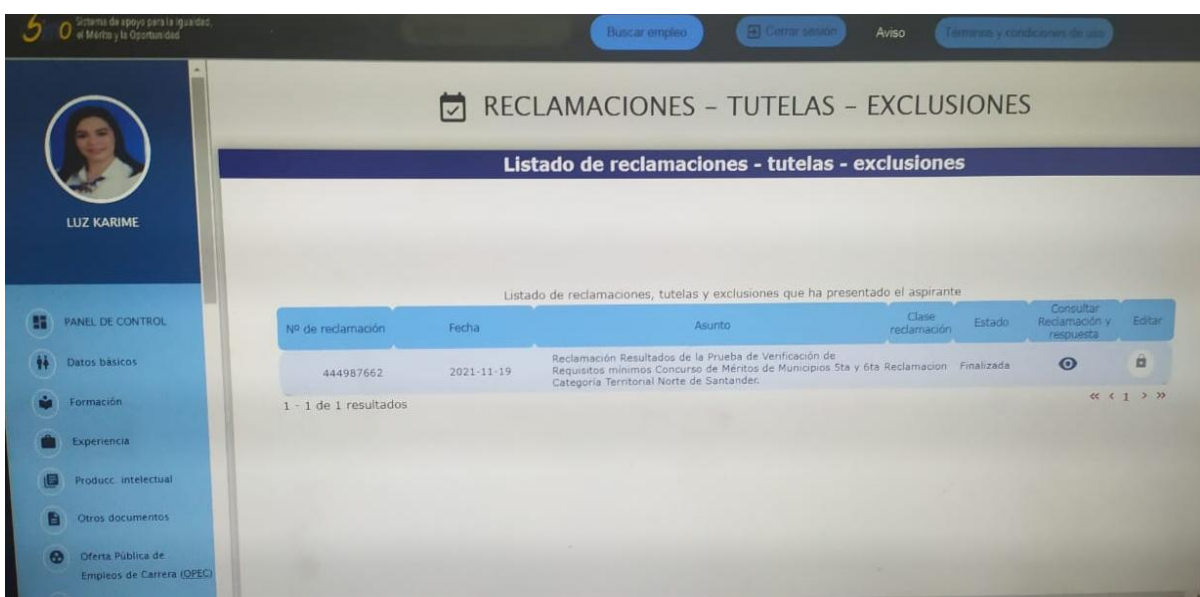 Sistema de apoyo para la igualdad,
el Mérito y la Oportunidad
Buscar empleo
Cerrar sesión
Aviso
Términos y condiciones de uso
RECLAMACIONES – TUTELAS – EXCLUSIONES
Listado de reclamaciones - tutelas - exclusiones
LUZ KARIME
Listado de reclamaciones, tutelas y exclusiones que ha presentado el aspirante
Nº de reclamación
Fecha
Asunto
Clase
reclamación
Estado
Consultar
Reclamación y
respuesta
Editar
444987662
2021-11-19
Reclamación Resultados de la Prueba de Verificación de
Requisitos mínimos Concurso de Méritos de Municipios 5ta y 6ta
Categoría Territorial Norte de Santander.
Reclamacion
Finalizada
1 - 1 de 1 resultados
« ‹ 1 › »
PANEL DE CONTROL
Datos básicos
Formación
Experiencia
Producc. intelectual
Otros documentos
Oferta Pública de
Empleos de Carrera (OPEC)